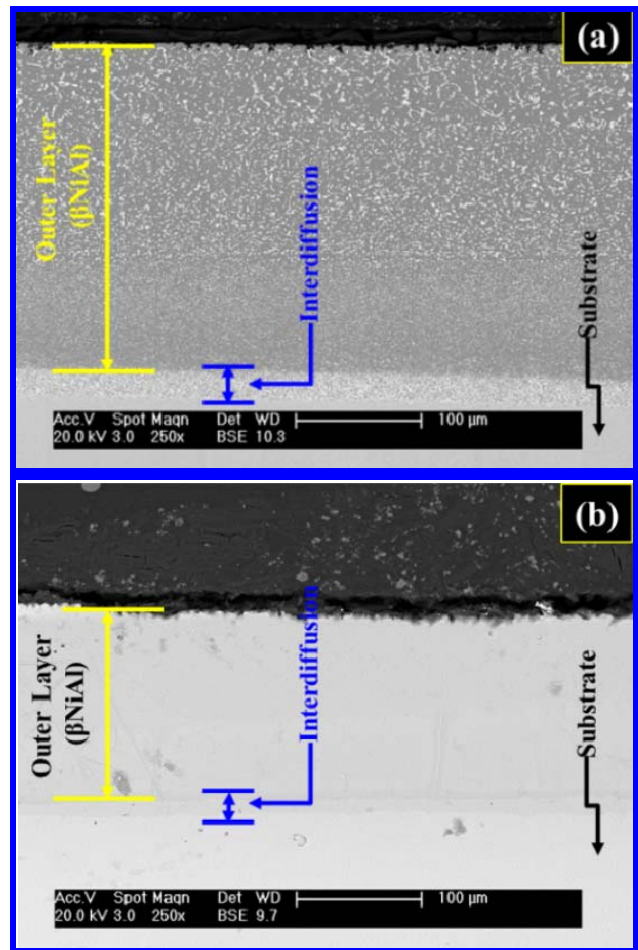 (a)
Outer Layer
(βNiAl)
Interdiffusion
Substrate
Acc.V Spot Magn Det WD
20.0 kV 3.0 250x BSE 10.3
100 µm
(b)
Outer Layer
(βNiAl)
Interdiffusion
Substrate
Acc.V Spot Magn Det WD
20.0 kV 3.0 250x BSE 9.7
100 µm